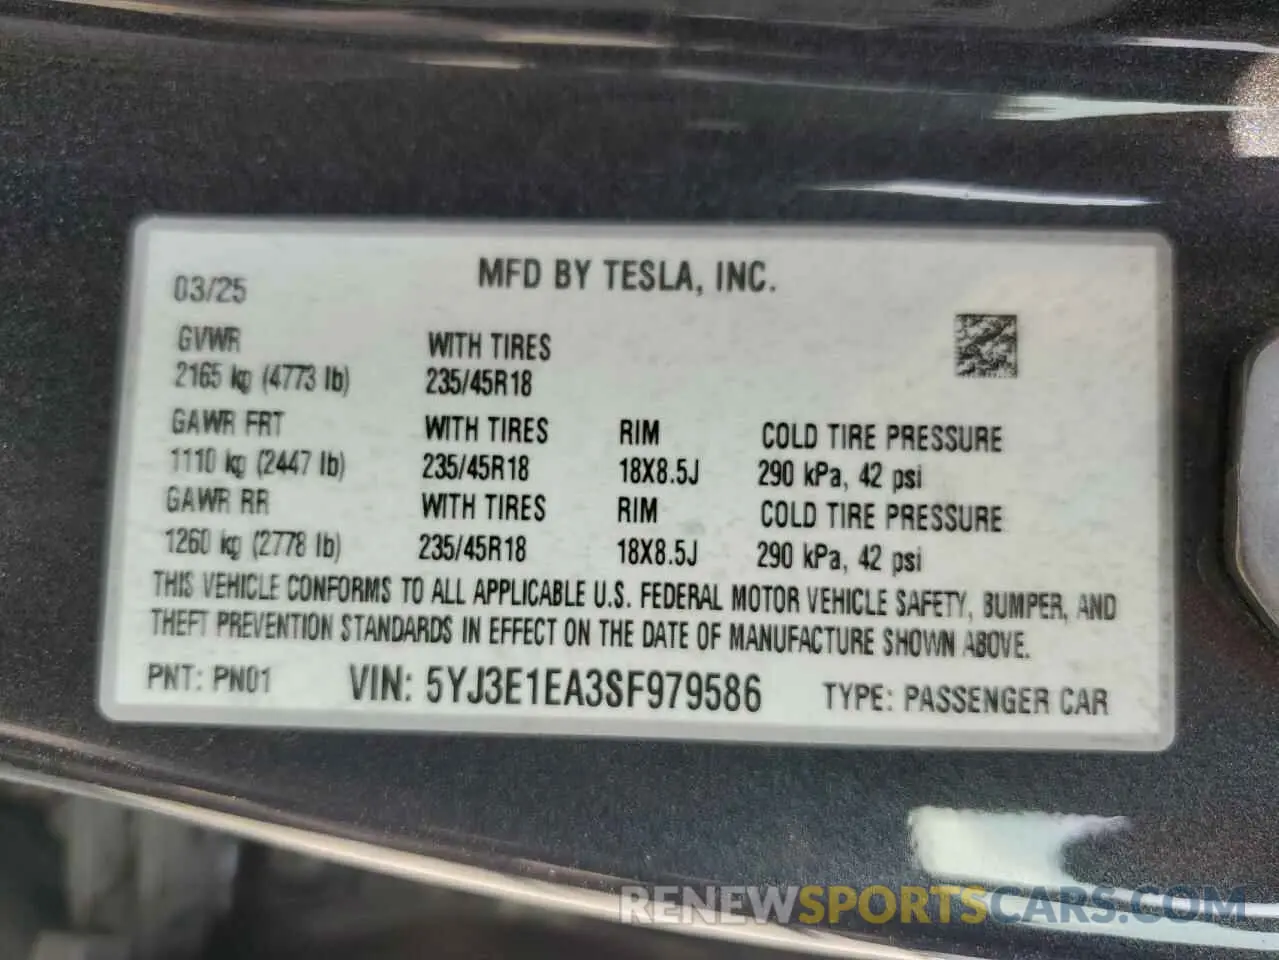 MFD BY TESLA, INC.
03/25
GVWR WITH TIRES
2165 kg (4773 lb) 235/45R18
GAWR FRT WITH TIRES RIM COLD TIRE PRESSURE
1110 kg (2447 lb) 235/45R18 18X8.5J 290 kPa, 42 psi
GAWR RR WITH TIRES RIM COLD TIRE PRESSURE
1260 kg (2778 lb) 235/45R18 18X8.5J 290 kPa, 42 psi
THIS VEHICLE CONFORMS TO ALL APPLICABLE U.S. FEDERAL MOTOR VEHICLE SAFETY, BUMPER, AND
THEFT PREVENTION STANDARDS IN EFFECT ON THE DATE OF MANUFACTURE SHOWN ABOVE.
PNT: PN01 VIN: 5YJ3E1EA3SF979586 TYPE: PASSENGER CAR
RENEWSPORTSCARS.COM